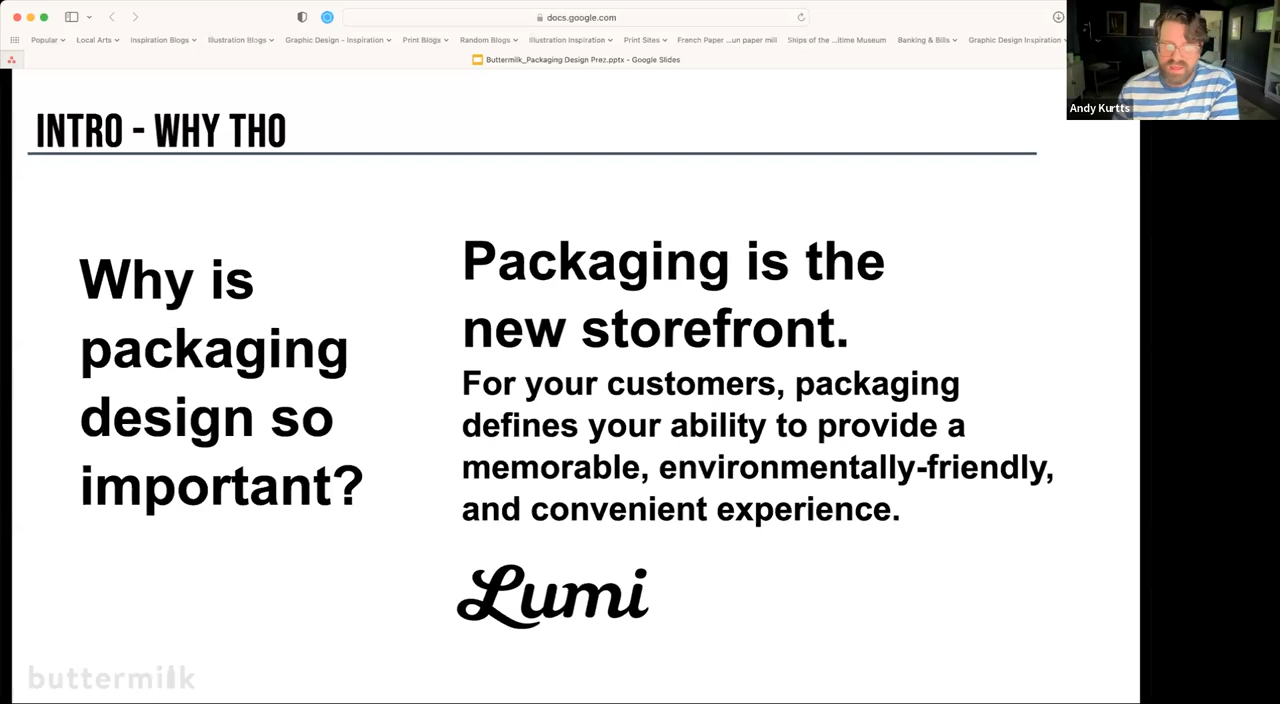 docs.google.com
Popular
Local Arts
Inspiration Blogs
Illustration Blogs
Graphic Design - Inspiration
Print Blogs
Random Blogs
Illustration Inspiration
Print Sites
French Paper ...un paper mill
Ships of the ...itime Museum
Banking & Bills
Graphic Design Inspiration
Buttermilk_Packaging Design Prez.pptx - Google Slides
Andy Kurtts
INTRO - WHY THO
Why is
packaging
design so
important?
Packaging is the
new storefront.
For your customers, packaging
defines your ability to provide a
memorable, environmentally-friendly,
and convenient experience.
Lumi
buttermilk